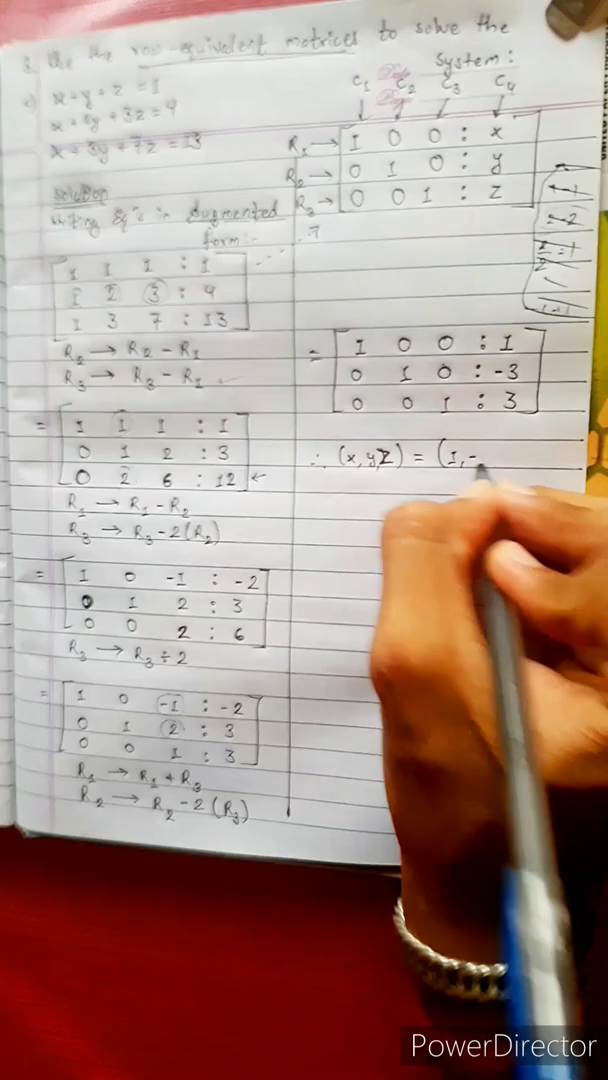 the row-equivalent matrices to solve the
system:
x+y+z = 1
x+2y+3z = 4
x+3y+7z = 13
solution
writing Eqⁿs in augmented
form:-
1 1 1 : 1
1 2 3 : 4
1 3 7 : 13
R₂ → R₂ - R₁
R₃ → R₃ - R₁
= 1 1 1 : 1
0 1 2 : 3
0 2 6 : 12 ←
R₁ → R₁ - R₂
R₃ → R₃ - 2(R₂)
= 1 0 -1 : -2
0 1 2 : 3
0 0 2 : 6
R₃ → R₃ ÷ 2
= 1 0 -1 : -2
0 1 2 : 3
0 0 1 : 3
R₁ → R₁ + R₃
R₂ → R₂ - 2(R₃)
C₁ C₂ C₃ C₄
R₁ → 1 0 0 : x
R₂ → 0 1 0 : y
R₃ → 0 0 1 : z
= 1 0 0 : 1
0 1 0 : -3
0 0 1 : 3
∴ (x,y,z) = (1,-
PowerDirector